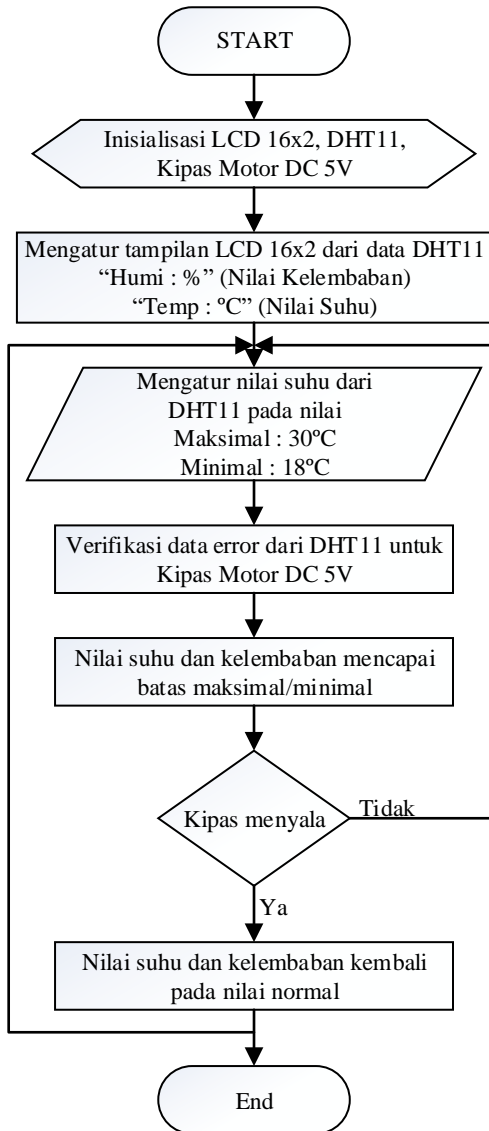 START
Inisialisasi LCD 16x2, DHT11,
Kipas Motor DC 5V
Mengatur tampilan LCD 16x2 dari data DHT11
“Humi : %” (Nilai Kelembaban)
“Temp : ºC” (Nilai Suhu)
Mengatur nilai suhu dari
DHT11 pada nilai
Maksimal : 30ºC
Minimal : 18ºC
Verifikasi data error dari DHT11 untuk
Kipas Motor DC 5V
Nilai suhu dan kelembaban mencapai
batas maksimal/minimal
Kipas menyala
Tidak
Ya
Nilai suhu dan kelembaban kembali
pada nilai normal
End